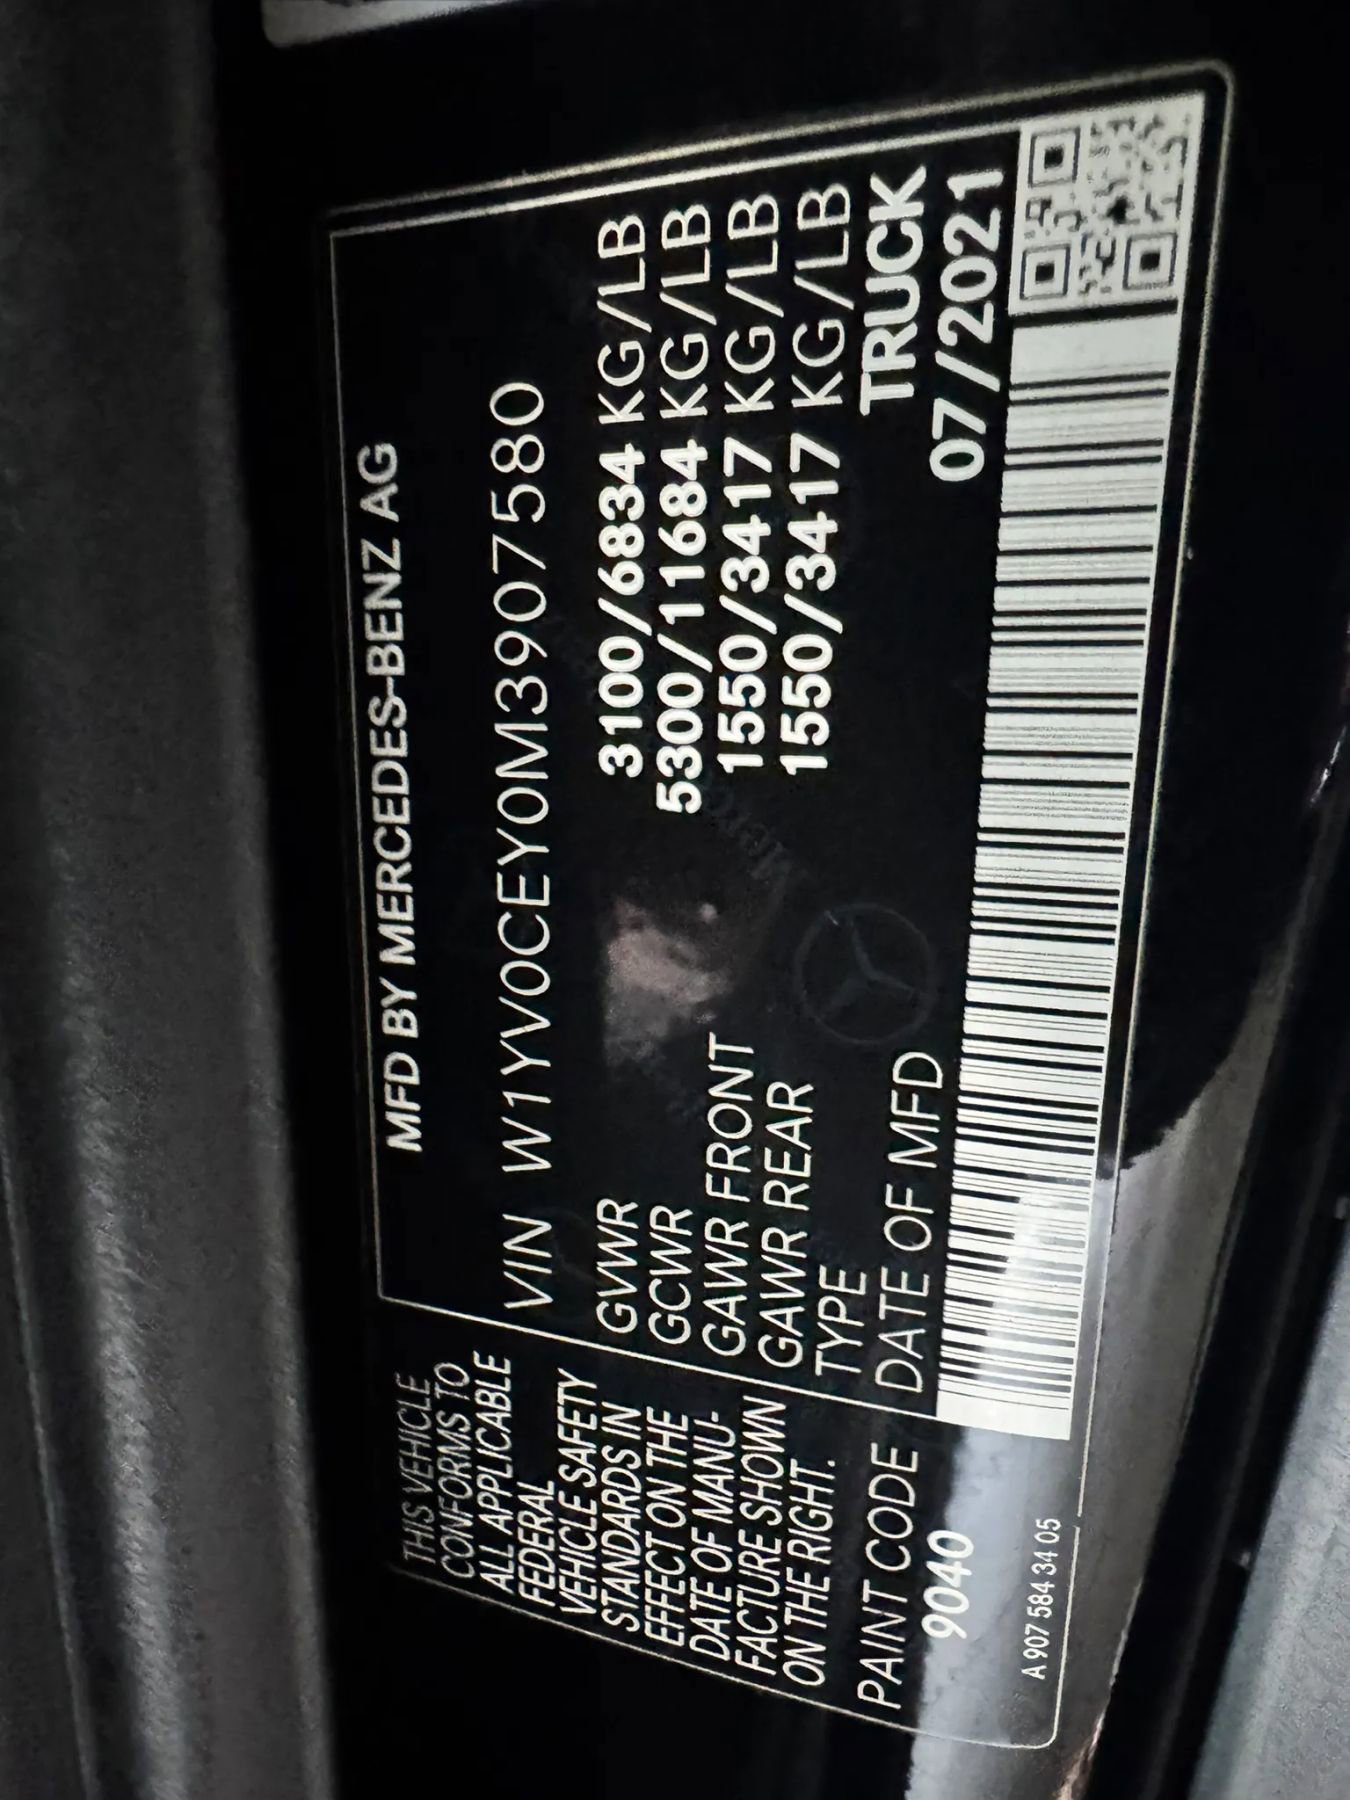 MFD BY MERCEDES-BENZ AG
VIN W1YV0CEY0M3907580
GVWR 3100/6834 KG/LB
GCWR 5300/11684 KG/LB
GAWR FRONT 1550/3417 KG/LB
GAWR REAR 1550/3417 KG/LB
TYPE TRUCK
DATE OF MFD 07/2021
THIS VEHICLE
CONFORMS TO
ALL APPLICABLE
FEDERAL
VEHICLE SAFETY
STANDARDS IN
EFFECT ON THE
DATE OF MANU-
FACTURE SHOWN
ON THE RIGHT.
PAINT CODE
9040
A 907 584 34 05